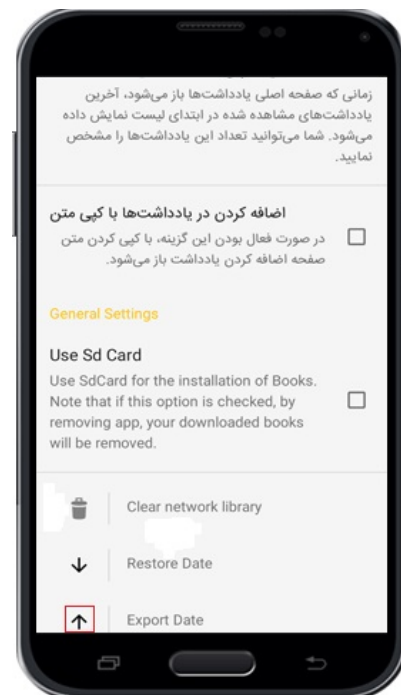 زمانی که صفحه اصلی یادداشت‌ها باز می‌شود، آخرین
یادداشت‌های مشاهده شده در ابتدای لیست نمایش داده
می‌شود. شما می‌توانید تعداد این یادداشت‌ها را مشخص
نمایید.
اضافه کردن در یادداشت‌ها با کپی متن
در صورت فعال بودن این گزینه، با کپی کردن متن
صفحه اضافه کردن یادداشت باز می‌شود.
General Settings
Use Sd Card
Use SdCard for the installation of Books.
Note that if this option is checked, by
removing app, your downloaded books
will be removed.
Clear network library
Restore Date
Export Date